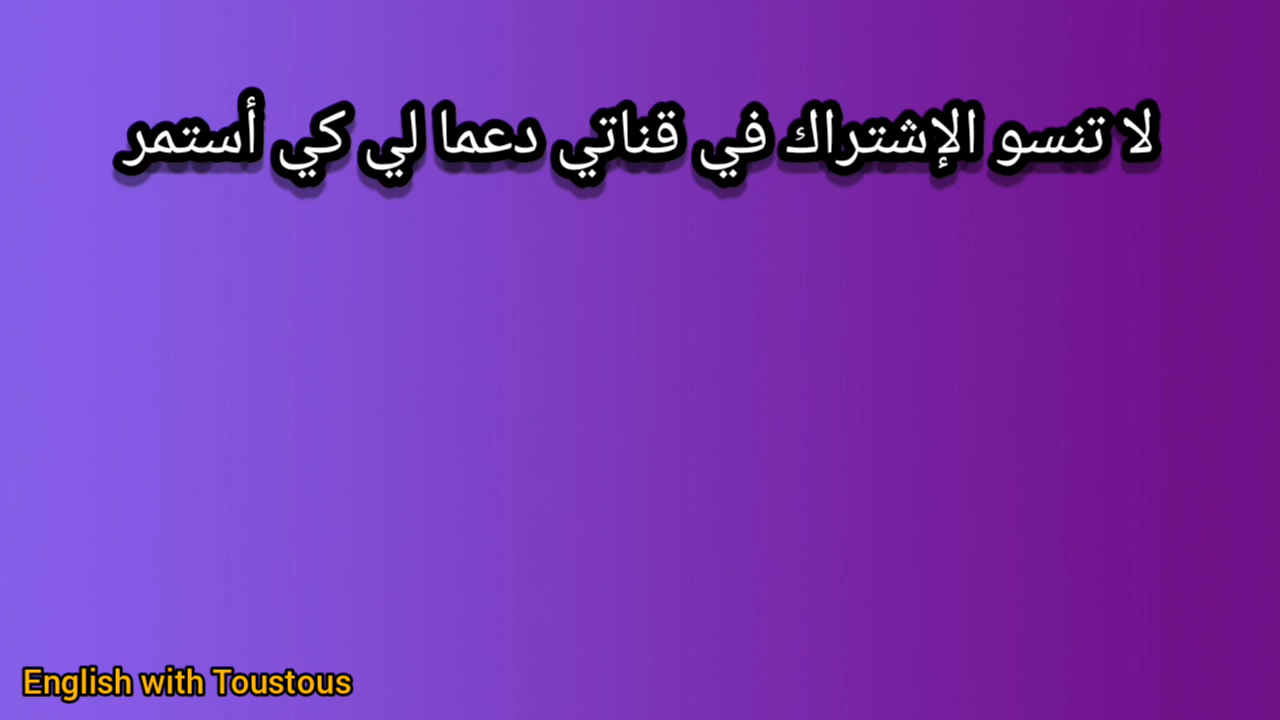 لا تنسو الإشتراك في قناتي دعما لي كي أستمر
English with Toustous